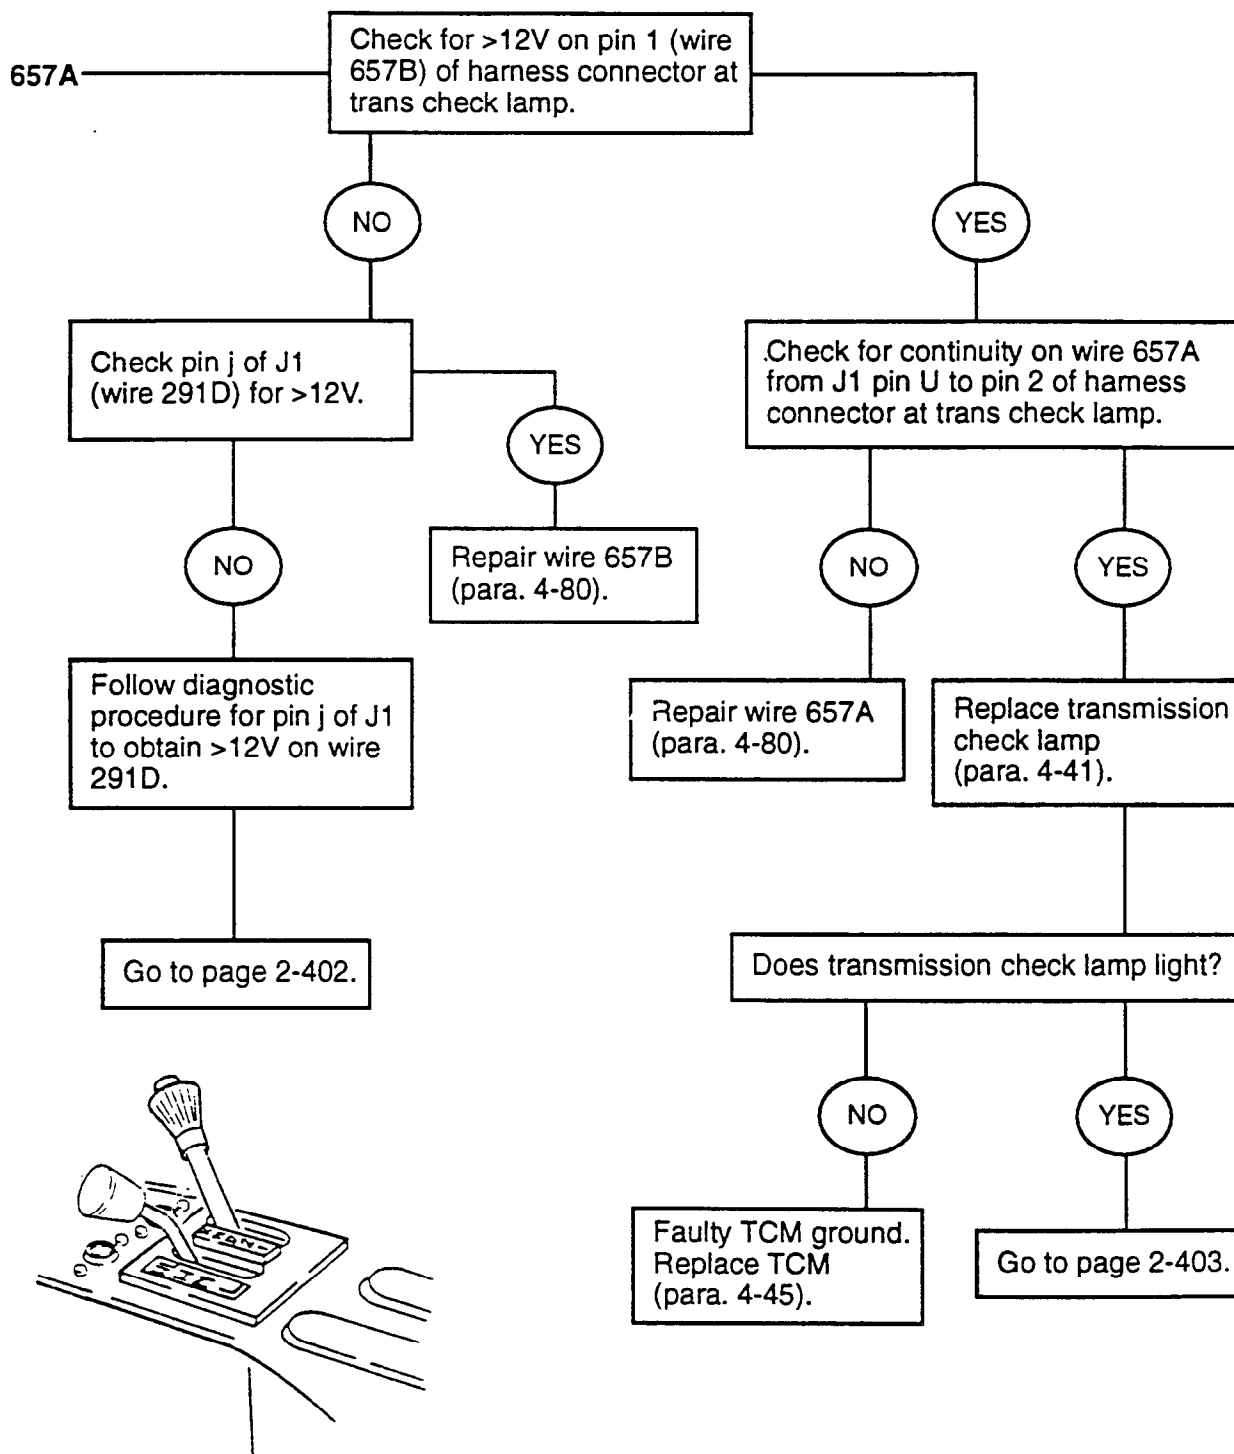 657A
Check for >12V on pin 1 (wire
657B) of harness connector at
trans check lamp.
NO
YES
Check pin j of J1
(wire 291D) for >12V.
YES
Check for continuity on wire 657A
from J1 pin U to pin 2 of harness
connector at trans check lamp.
NO
Repair wire 657B
(para. 4-80).
NO
YES
Follow diagnostic
procedure for pin j of J1
to obtain >12V on wire
291D.
Repair wire 657A
(para. 4-80).
Replace transmission
check lamp
(para. 4-41).
Go to page 2-402.
Does transmission check lamp light?
NO
YES
Faulty TCM ground.
Replace TCM
(para. 4-45).
Go to page 2-403.